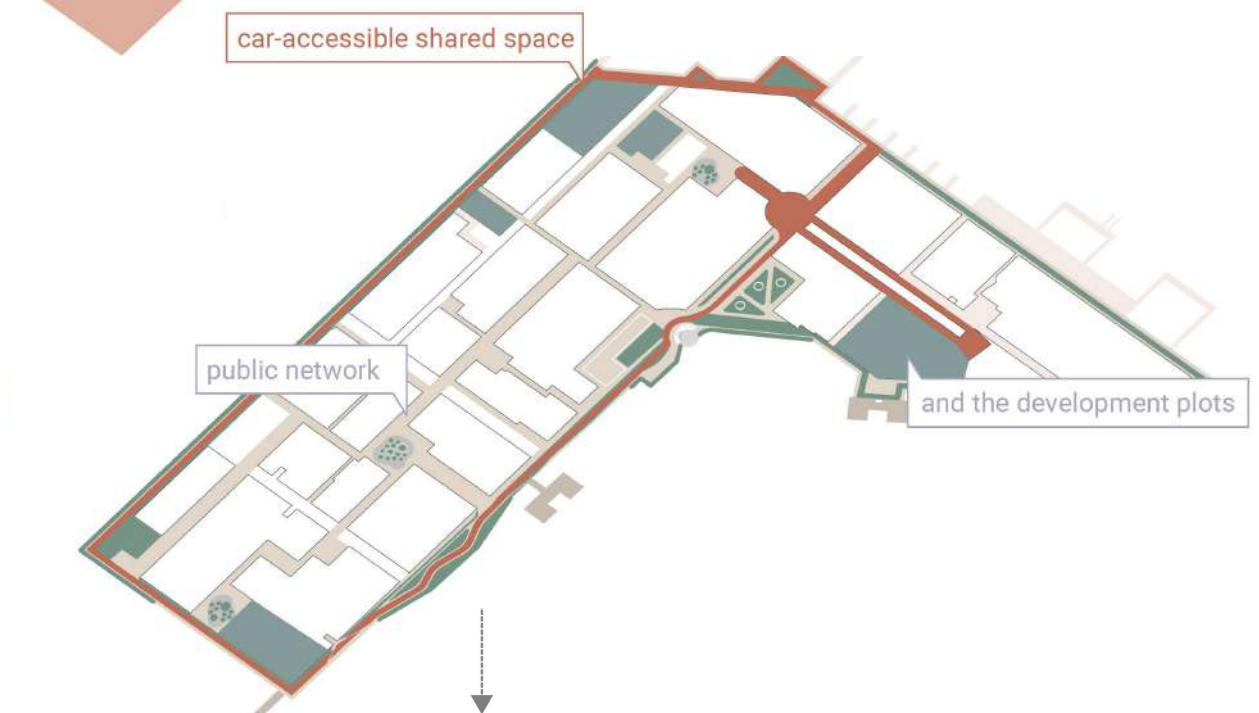 car-accessible shared space
public network
and the development plots